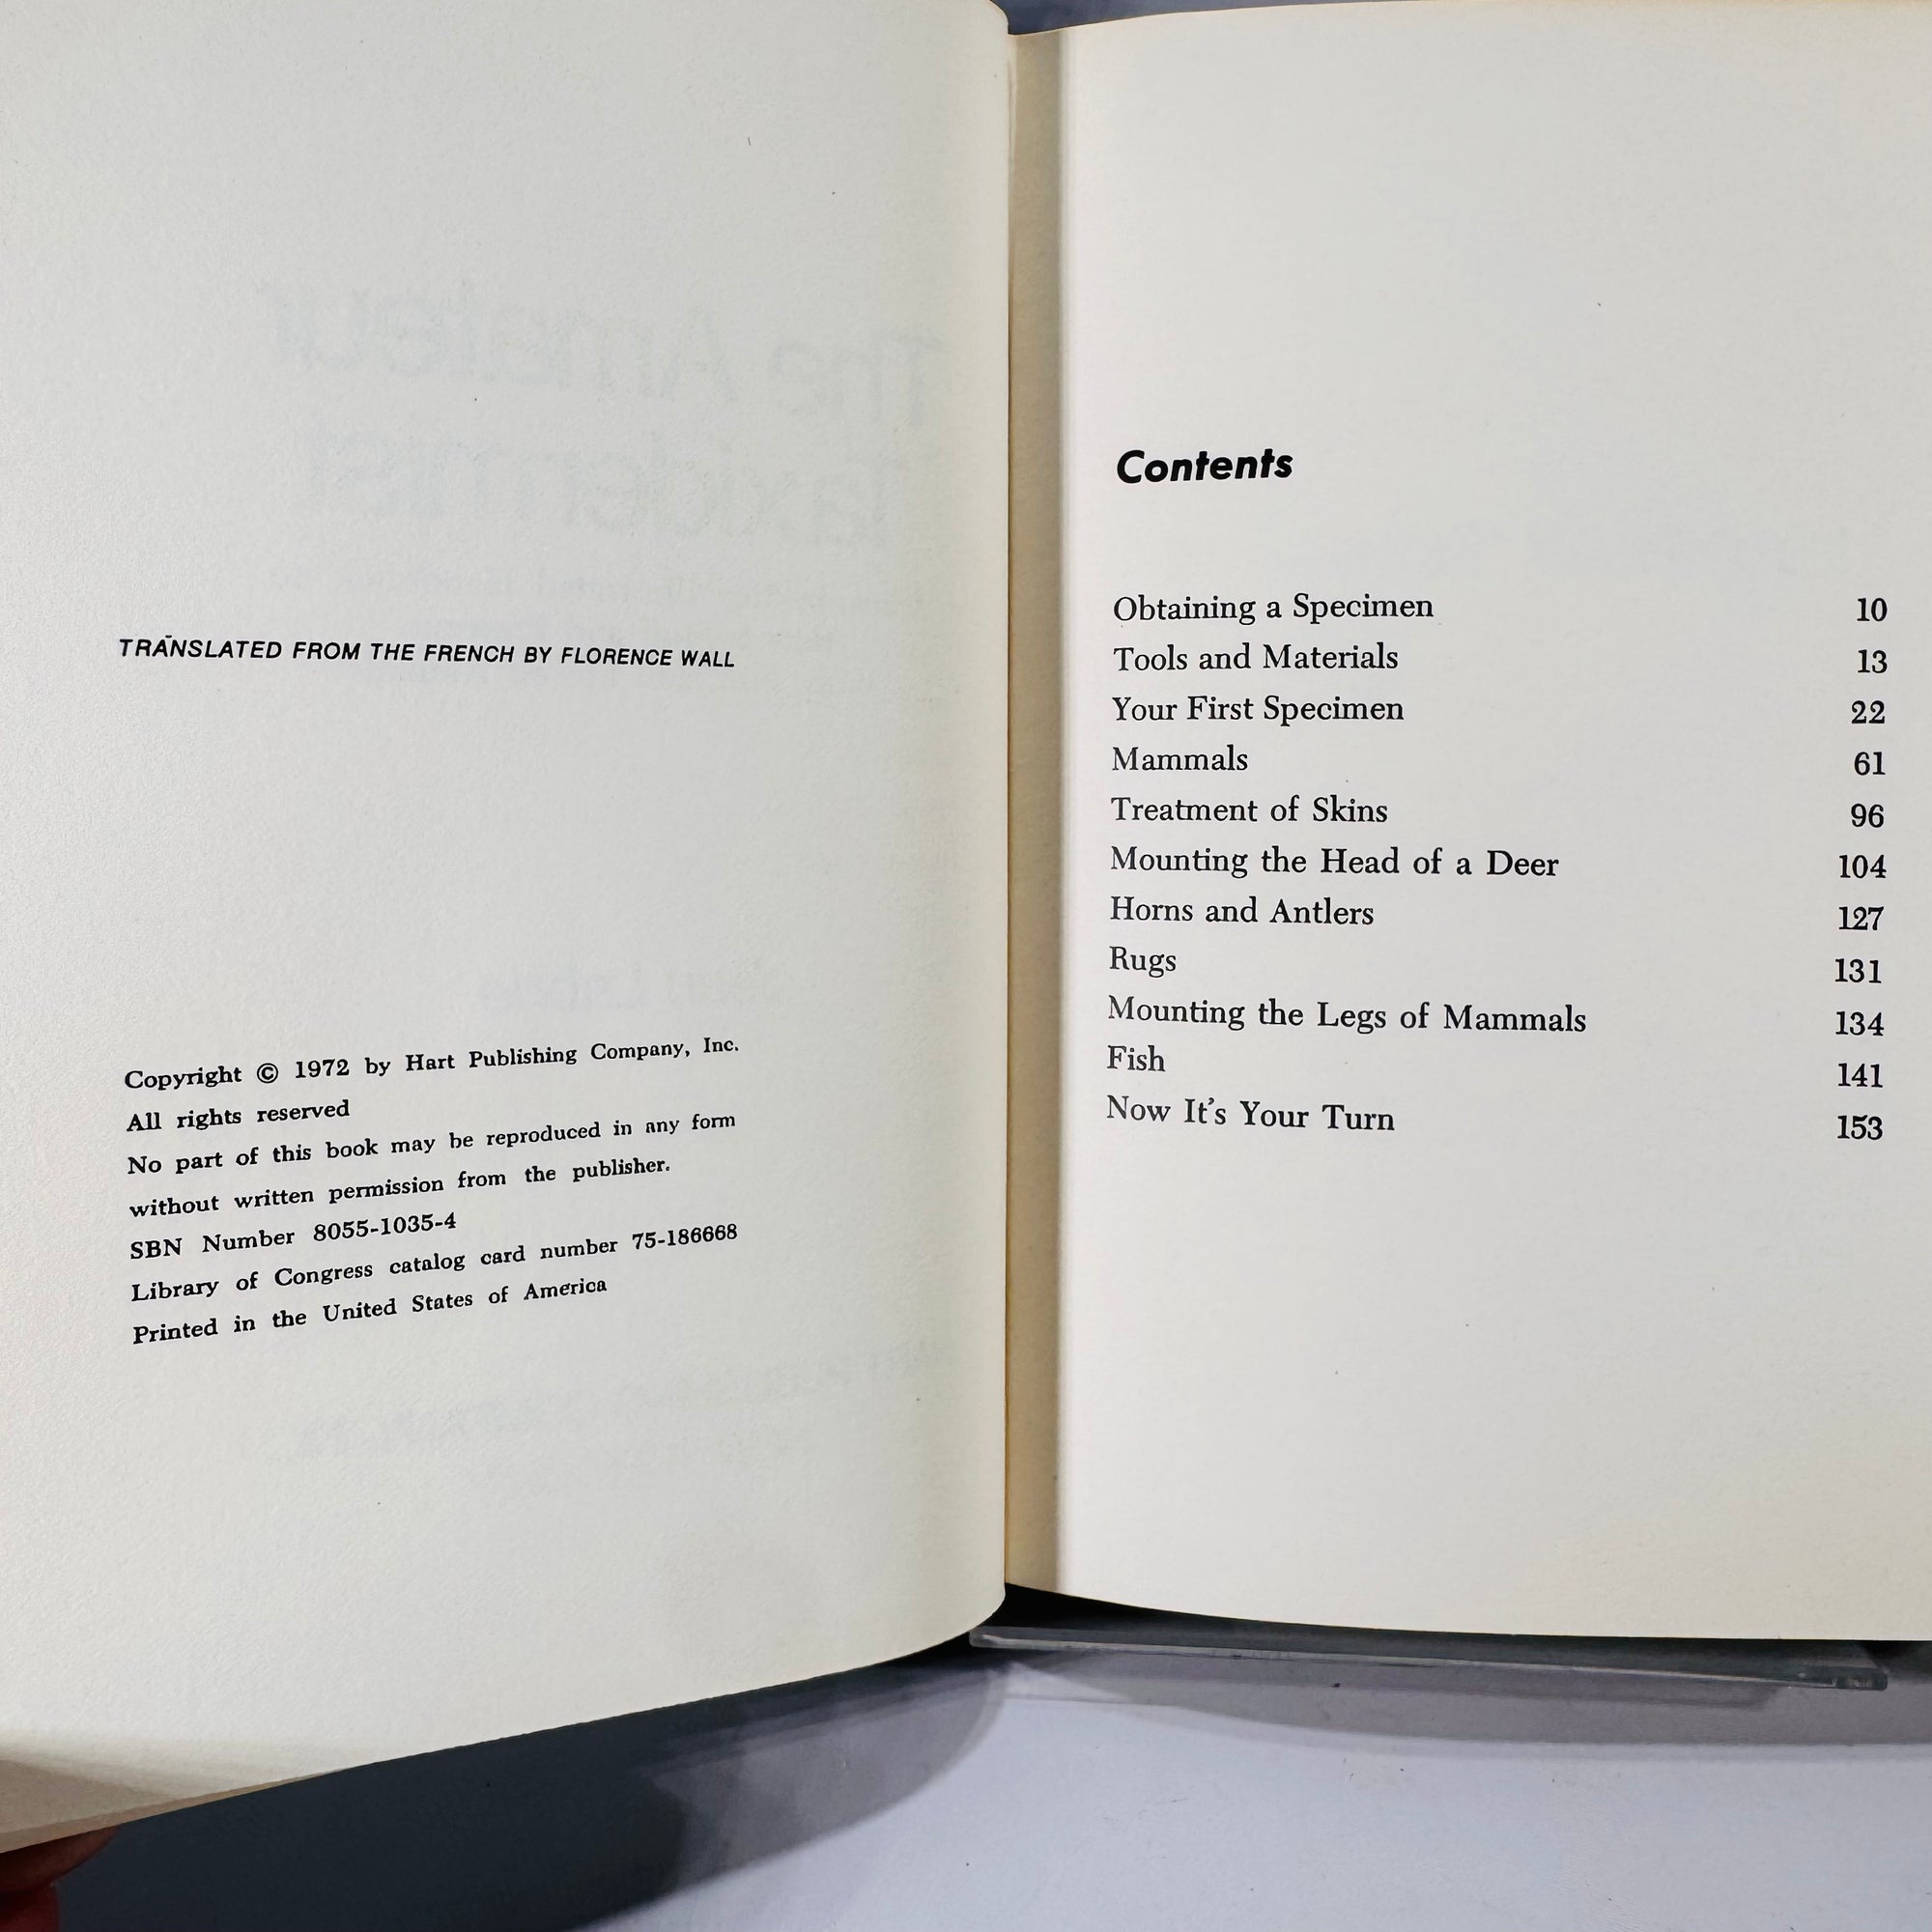 TRANSLATED FROM THE FRENCH BY FLORENCE WALL
Copyright © 1972 by Hart Publishing Company, Inc.
All rights reserved
No part of this book may be reproduced in any form
without written permission from the publisher.
SBN Number 8055-1035-4
Library of Congress catalog card number 75-186668
Printed in the United States of America
Contents
Obtaining a Specimen 10
Tools and Materials 13
Your First Specimen 22
Mammals 61
Treatment of Skins 96
Mounting the Head of a Deer 104
Horns and Antlers 127
Rugs 131
Mounting the Legs of Mammals 134
Fish 141
Now It's Your Turn 153